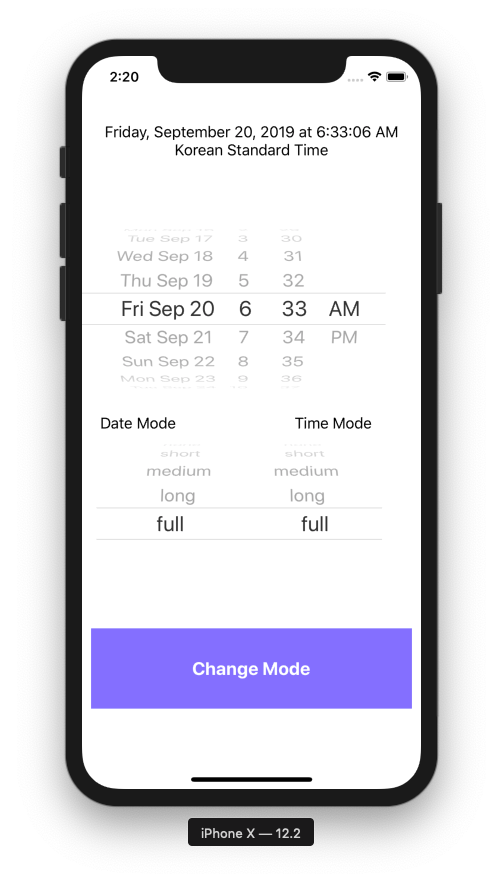 2:20
Friday, September 20, 2019 at 6:33:06 AM
Korean Standard Time
Tue Sep 17 3 30
Wed Sep 18 4 31
Thu Sep 19 5 32
Fri Sep 20 6 33 AM
Sat Sep 21 7 34 PM
Sun Sep 22 8 35
Mon Sep 23 9 36
Date Mode Time Mode
short short
medium medium
long long
full full
Change Mode
iPhone X — 12.2